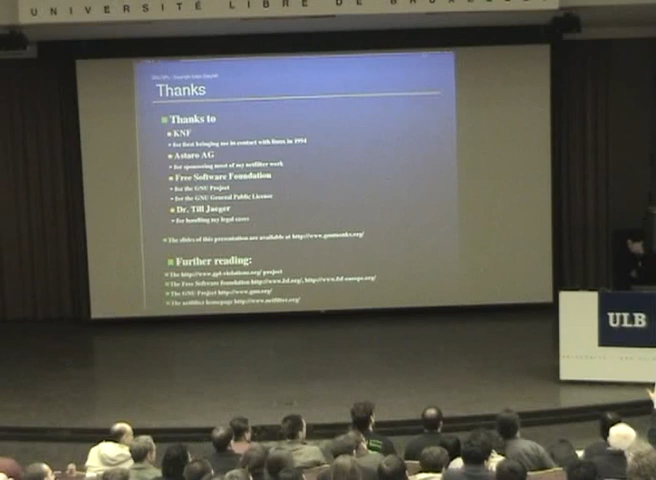 UNIVERSITÉ LIBRE DE BRUXELLES
Thanks
Thanks to
KNF
for first bringing me in contact with linux in 1994
Astaro AG
for sponsoring most of my netfilter work
Free Software Foundation
for the GNU Project
for the GNU General Public License
Dr. Till Jaeger
for handling my legal cases
The slides of this presentation are available at http://www.gnumonks.org/
Further reading:
The http://www.gpl-violations.org/ project
The Free Software foundation http://www.fsf.org/, http://www.fsf-europe.org/
The GNU Project http://www.gnu.org/
The netfilter homepage http://www.netfilter.org/
ULB